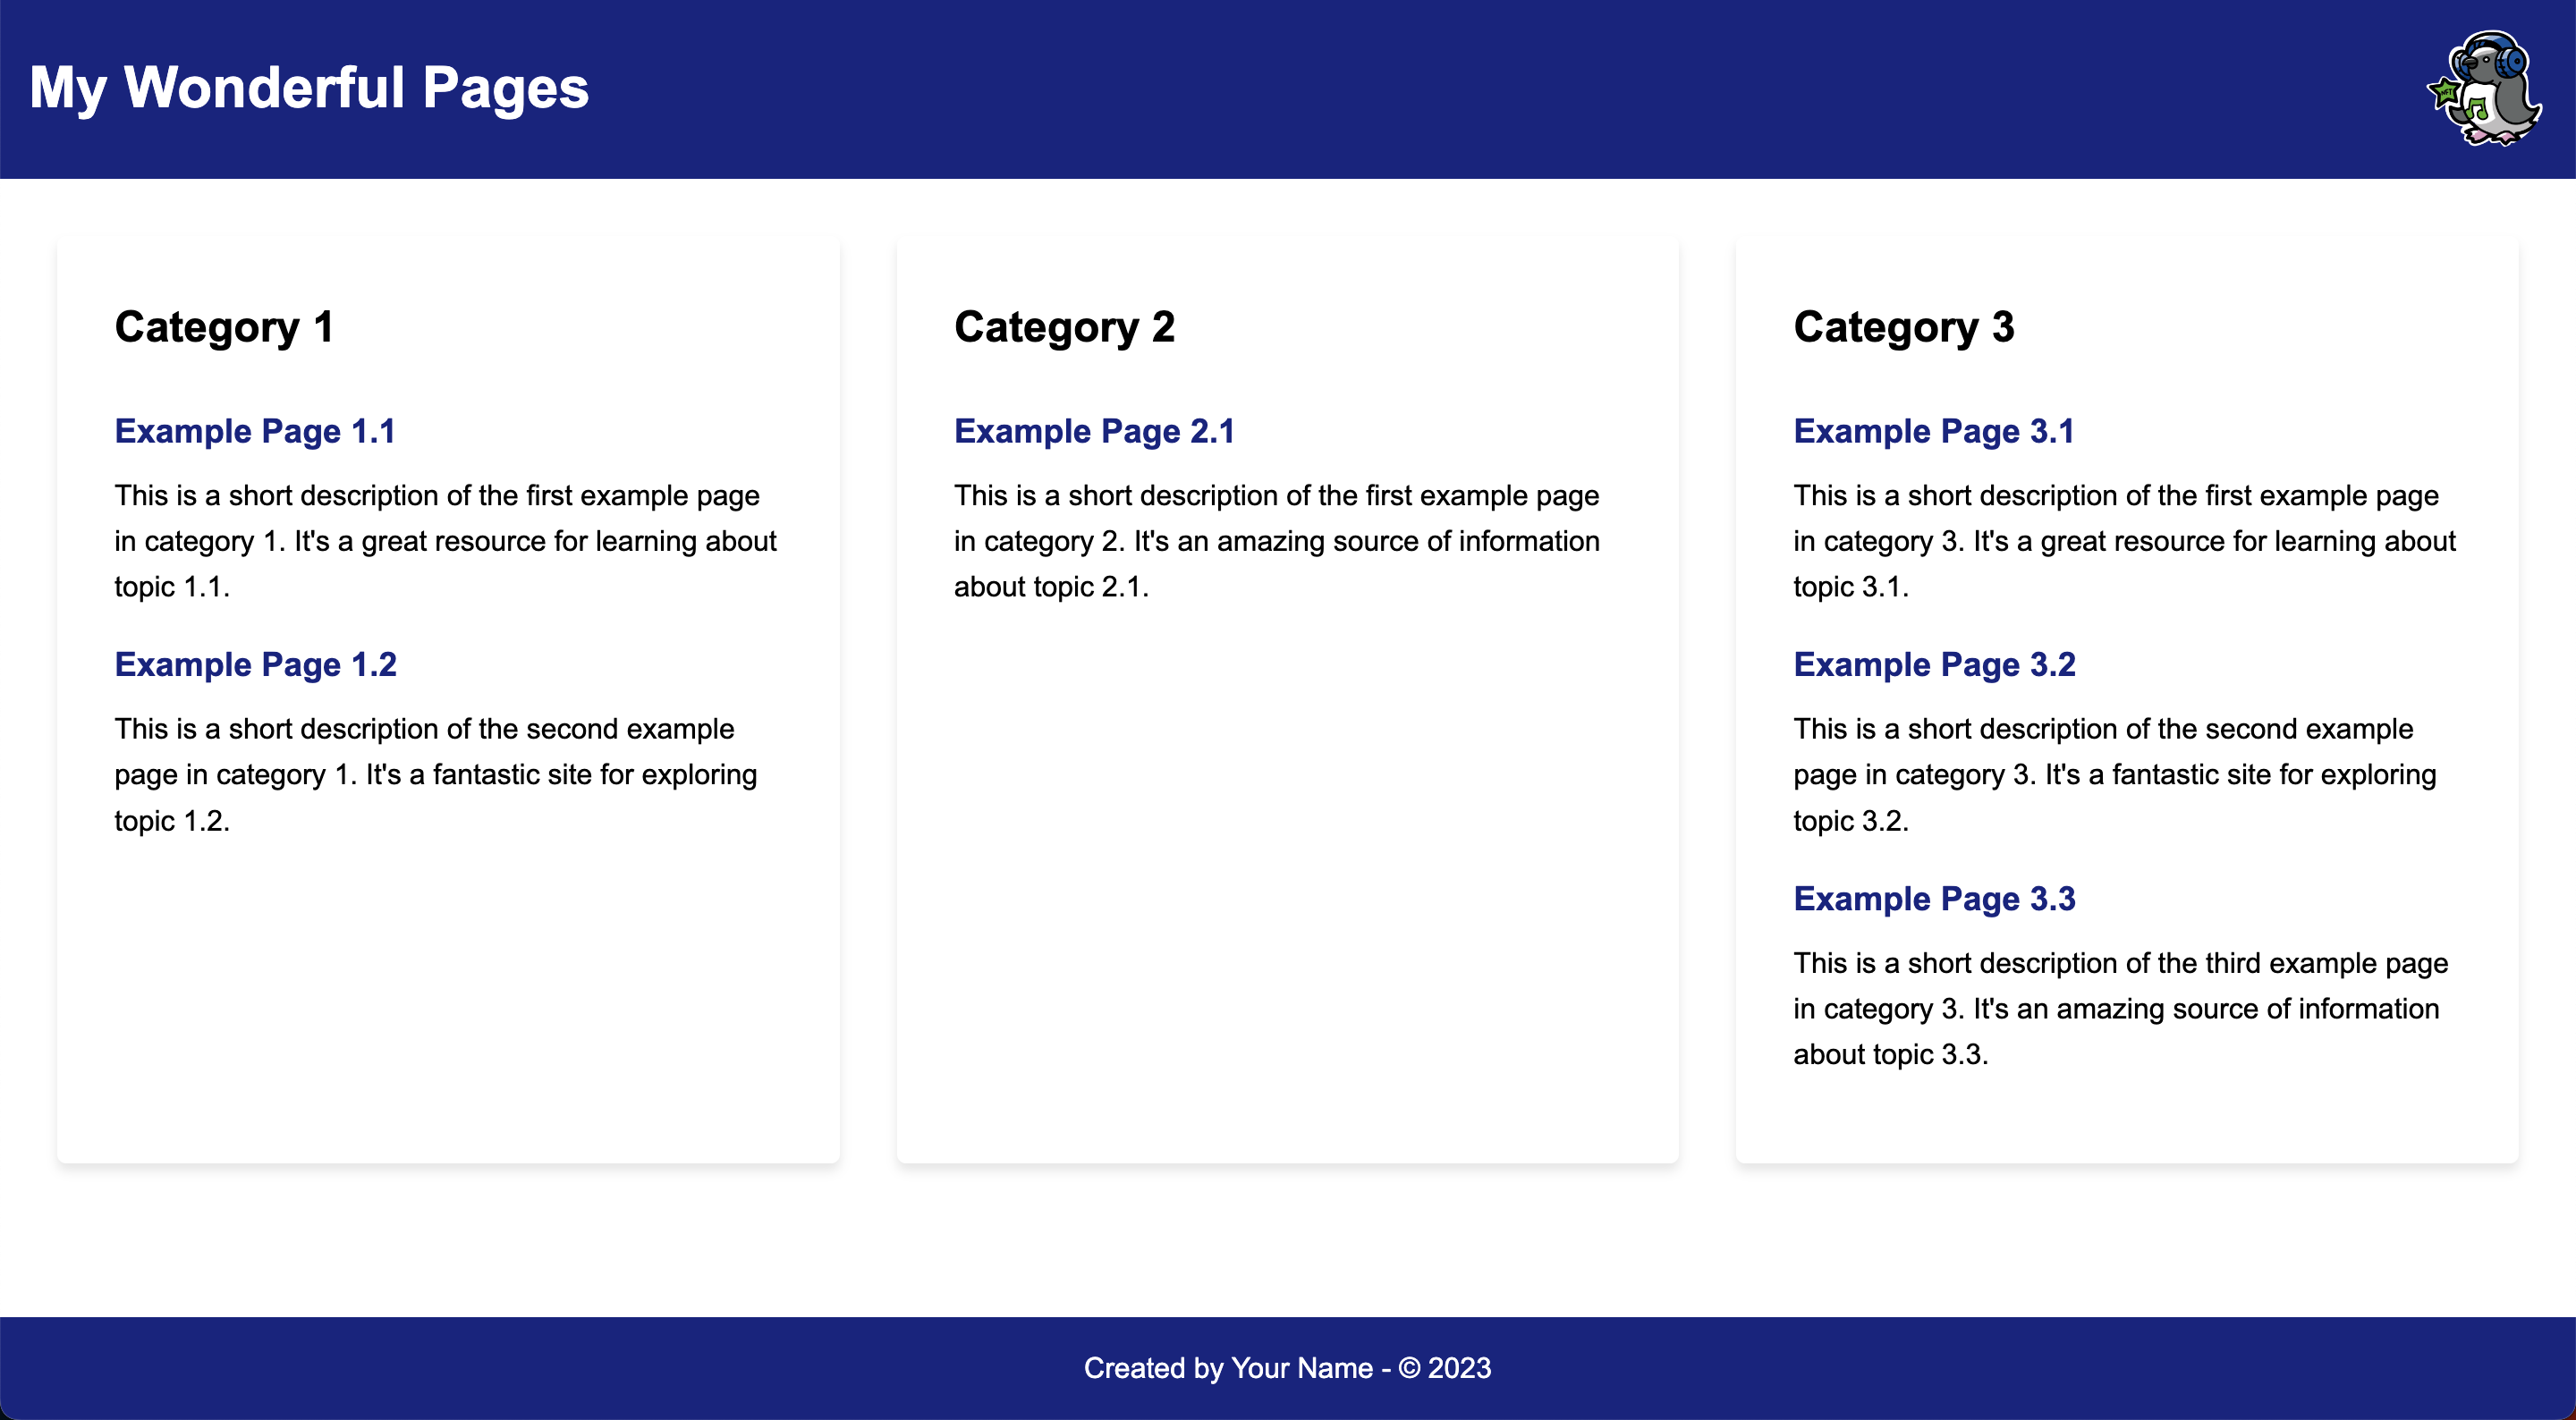 My Wonderful Pages
Category 1
Example Page 1.1
This is a short description of the first example page
in category 1. It's a great resource for learning about
topic 1.1.
Example Page 1.2
This is a short description of the second example
page in category 1. It's a fantastic site for exploring
topic 1.2.
Category 2
Example Page 2.1
This is a short description of the first example page
in category 2. It's an amazing source of information
about topic 2.1.
Category 3
Example Page 3.1
This is a short description of the first example page
in category 3. It's a great resource for learning about
topic 3.1.
Example Page 3.2
This is a short description of the second example
page in category 3. It's a fantastic site for exploring
topic 3.2.
Example Page 3.3
This is a short description of the third example page
in category 3. It's an amazing source of information
about topic 3.3.
Created by Your Name - © 2023